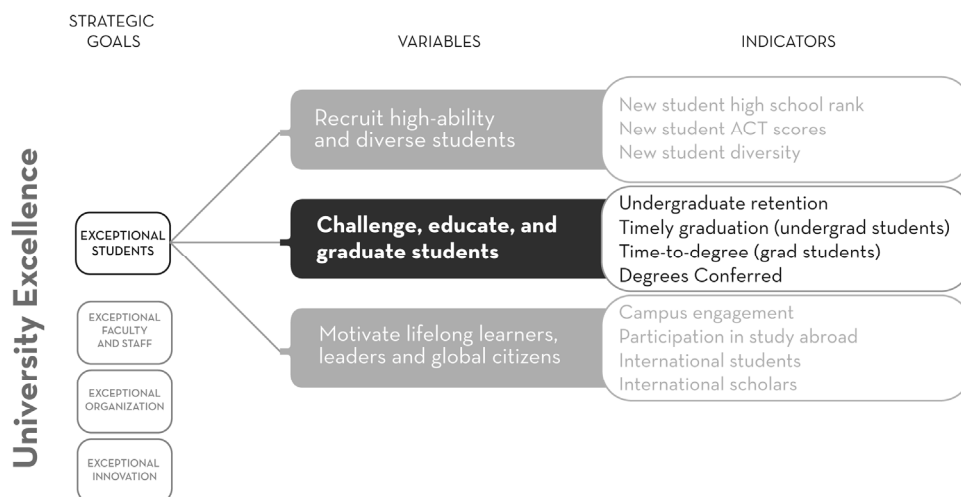 STRATEGIC
GOALS
VARIABLES
INDICATORS
University Excellence
EXCEPTIONAL
STUDENTS
EXCEPTIONAL
FACULTY
AND STAFF
EXCEPTIONAL
ORGANIZATION
EXCEPTIONAL
INNOVATION
Recruit high-ability
and diverse students
New student high school rank
New student ACT scores
New student diversity
Challenge, educate, and
graduate students
Undergraduate retention
Timely graduation (undergrad students)
Time-to-degree (grad students)
Degrees Conferred
Motivate lifelong learners,
leaders and global citizens
Campus engagement
Participation in study abroad
International students
International scholars